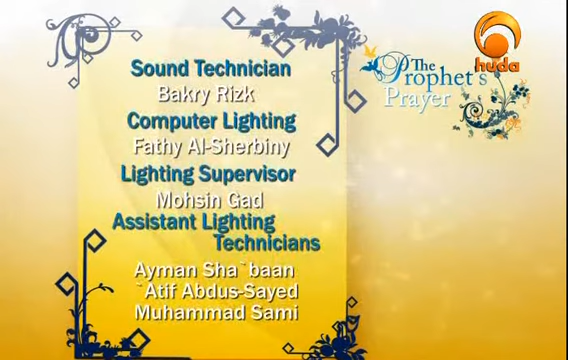 Sound Technician
Bakry Rizk
Computer Lighting
Fathy Al-Sherbiny
Lighting Supervisor
Mohsin Gad
Assistant Lighting
Technicians
Ayman Sha`baan
`Atif Abdus-Sayed
Muhammad Sami
The
Prophet's
Prayer
huda